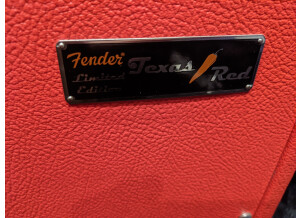 Fender®
Limited
Edition
Texas
Red